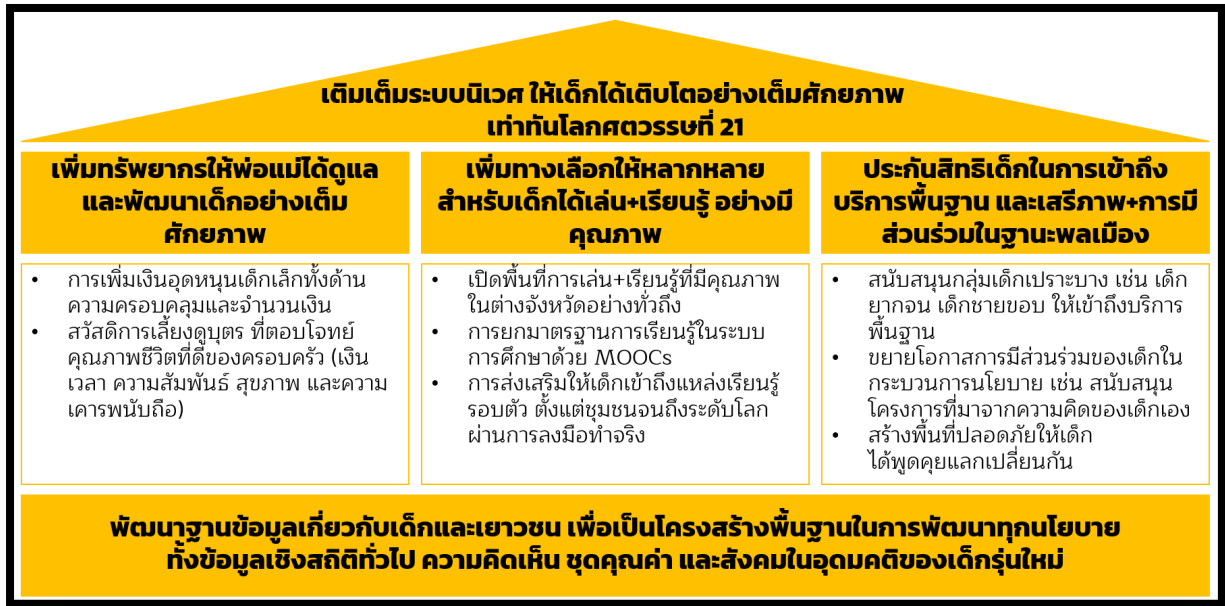 เติมเต็มระบบนิเวศ ให้เด็กได้เติบโตอย่างเต็มศักยภาพ
เท่าทันโลกศตวรรษที่ 21
เพิ่มทรัพยากรให้พ่อแม่ได้ดูแล
และพัฒนาเด็กอย่างเต็ม
ศักยภาพ
• การเพิ่มเงินอุดหนุนเด็กเล็กทั้งด้าน
ความครอบคลุมและจำนวนเงิน
• สวัสดิการเลี้ยงดูบุตร ที่ตอบโจทย์
คุณภาพชีวิตที่ดีของครอบครัว (เงิน
เวลา ความสัมพันธ์ สุขภาพ และความ
เคารพนับถือ)
เพิ่มทางเลือกให้หลากหลาย
สำหรับเด็กได้เล่น+เรียนรู้ อย่างมี
คุณภาพ
• เปิดพื้นที่การเล่น+เรียนรู้ที่มีคุณภาพ
ในต่างจังหวัดอย่างทั่วถึง
• การยกมาตรฐานการเรียนรู้ในระบบ
การศึกษาด้วย MOOCs
• การส่งเสริมให้เด็กเข้าถึงแหล่งเรียนรู้
รอบตัว ตั้งแต่ชุมชนจนถึงระดับโลก
ผ่านการลงมือทำจริง
ประกันสิทธิเด็กในการเข้าถึง
บริการพื้นฐาน และเสรีภาพ+การมี
ส่วนร่วมในฐานะพลเมือง
• สนับสนุนกลุ่มเด็กเปราะบาง เช่น เด็ก
ยากจน เด็กชายขอบ ให้เข้าถึงบริการ
พื้นฐาน
• ขยายโอกาสการมีส่วนร่วมของเด็กใน
กระบวนการนโยบาย เช่น สนับสนุน
โครงการที่มาจากความคิดของเด็กเอง
• สร้างพื้นที่ปลอดภัยให้เด็ก
ได้พูดคุยแลกเปลี่ยนกัน
พัฒนาฐานข้อมูลเกี่ยวกับเด็กและเยาวชน เพื่อเป็นโครงสร้างพื้นฐานในการพัฒนาทุกนโยบาย
ทั้งข้อมูลเชิงสถิติทั่วไป ความคิดเห็น ชุดคุณค่า และสังคมในอุดมคติของเด็กรุ่นใหม่